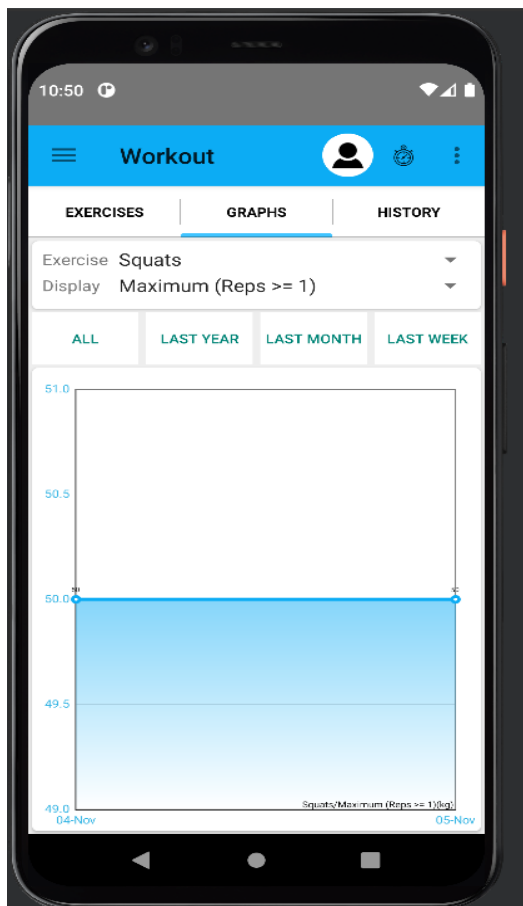 10:50
Workout
EXERCISES GRAPHS HISTORY
Exercise Squats
Display Maximum (Reps >= 1)
ALL LAST YEAR LAST MONTH LAST WEEK
51.0
50.5
50.0
49.5
49.0
Squats/Maximum (Reps >= 1)(kg)
04-Nov 05-Nov